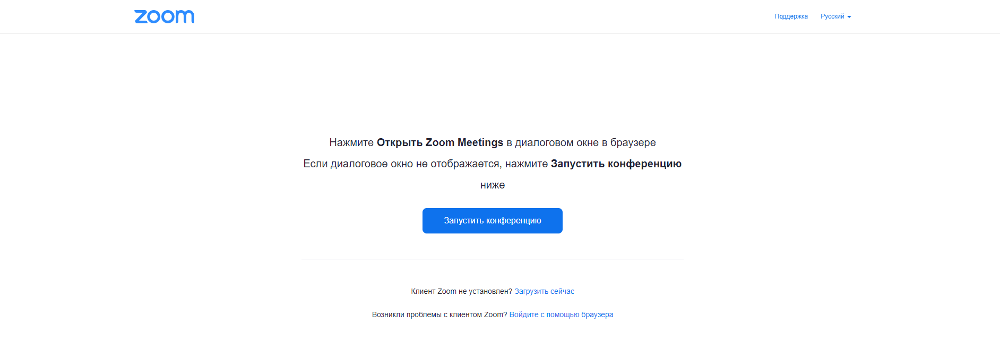 zoom
Поддержка
Русский
Нажмите Открыть Zoom Meetings в диалоговом окне в браузере
Если диалоговое окно не отображается, нажмите Запустить конференцию
ниже
Запустить конференцию
Клиент Zoom не установлен? Загрузить сейчас
Возникли проблемы с клиентом Zoom? Войдите с помощью браузера